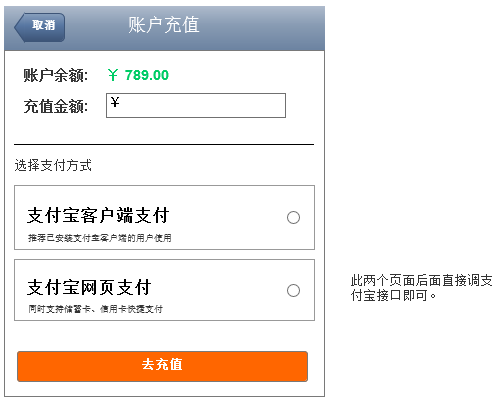 取消
账户充值
账户余额: ￥ 789.00
充值金额: ￥
选择支付方式
支付宝客户端支付
推荐已安装支付宝客户端的用户使用
支付宝网页支付
同时支持储蓄卡、信用卡快捷支付
此两个页面后面直接调支
付宝接口即可。
去充值